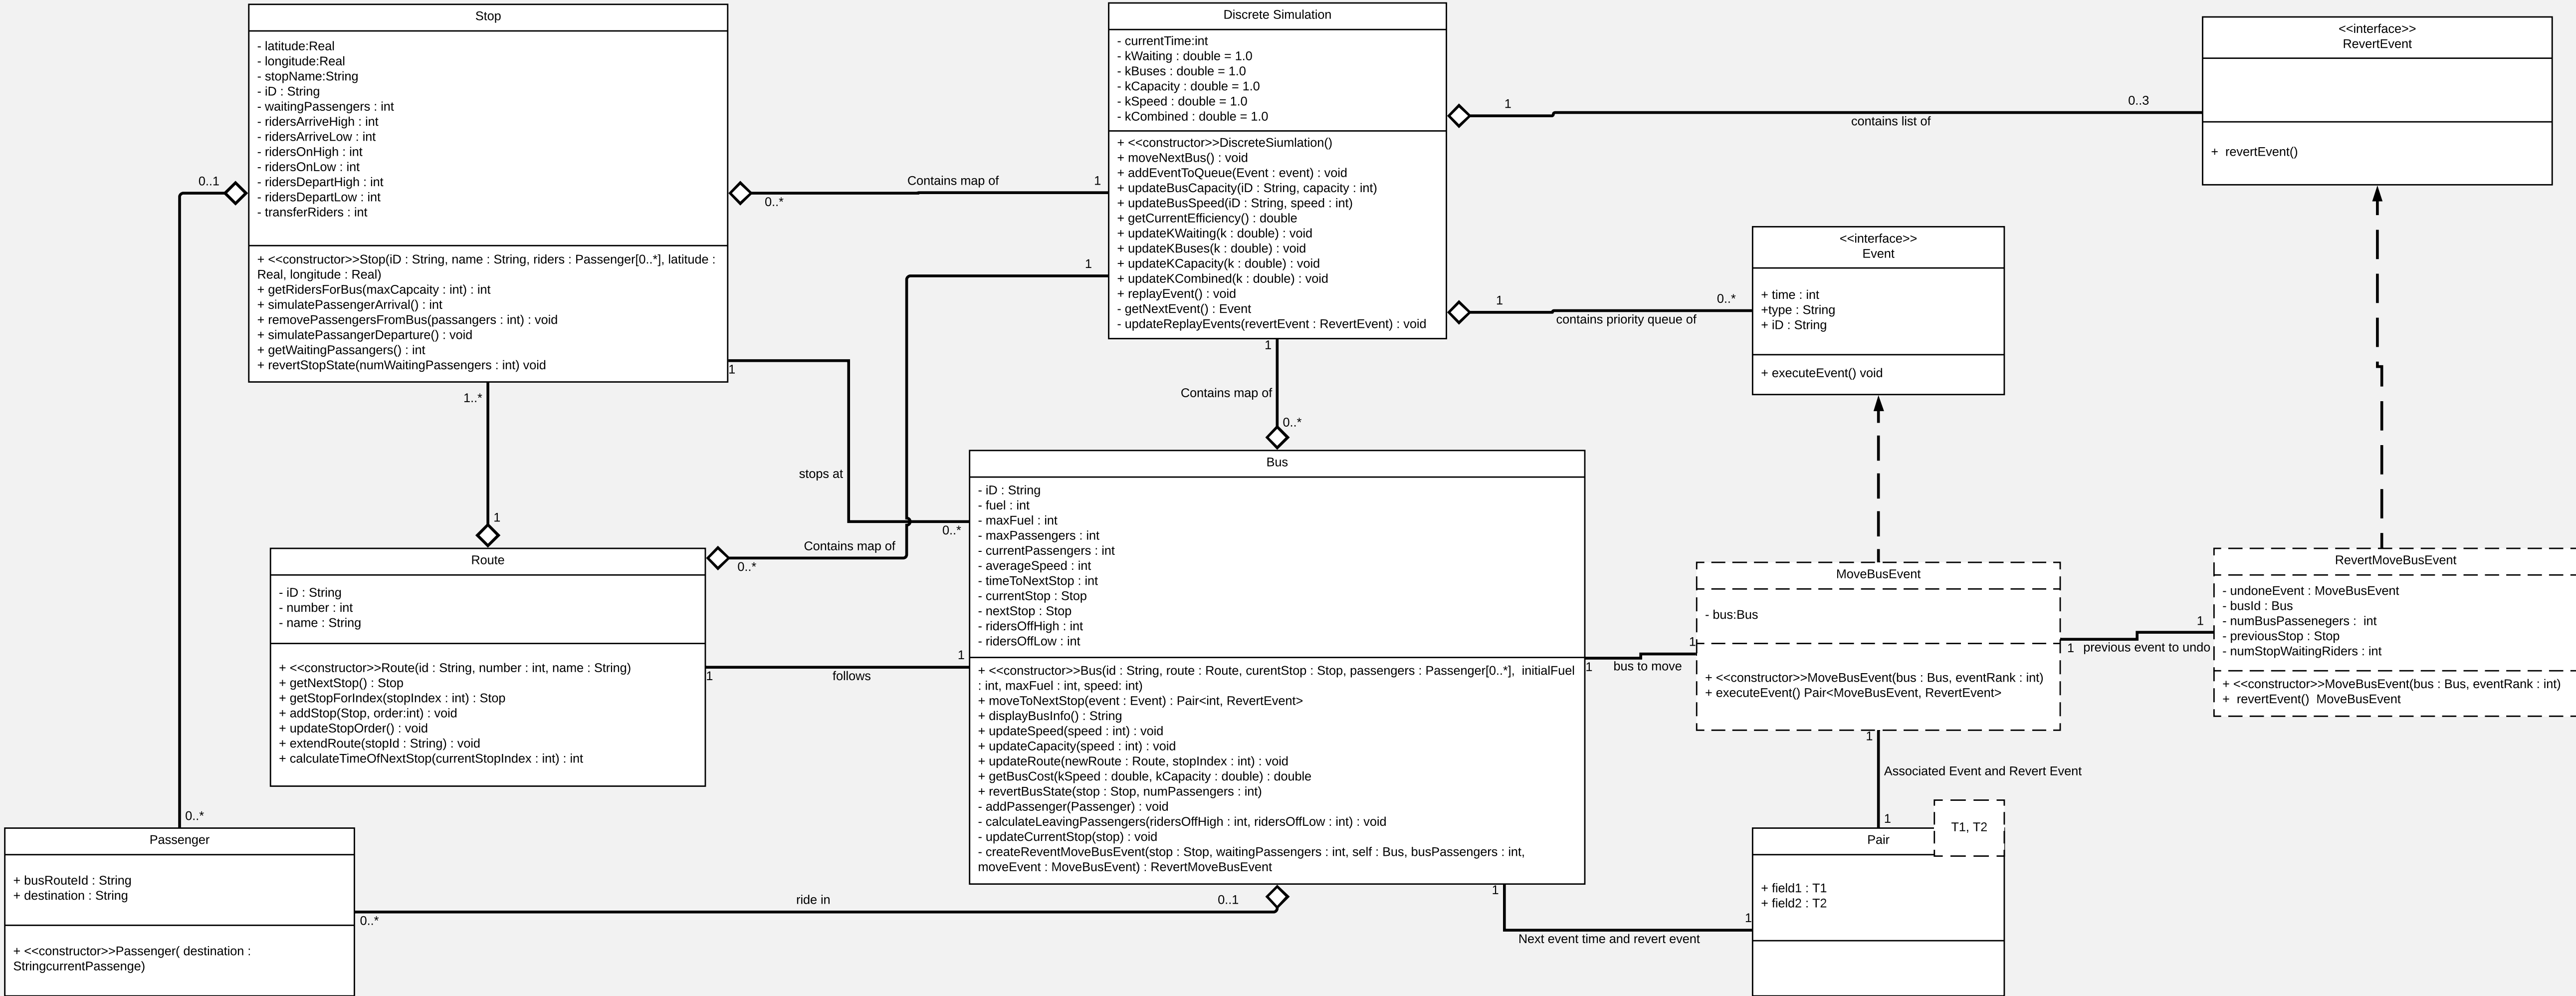 Stop
- latitude:Real
- longitude:Real
- stopName:String
- iD : String
- waitingPassengers : int
- ridersArriveHigh : int
- ridersArriveLow : int
- ridersOnHigh : int
- ridersOnLow : int
- ridersDepartHigh : int
- ridersDepartLow : int
- transferRiders : int
+ <<constructor>>Stop(iD : String, name : String, riders : Passenger[0..*], latitude :
Real, longitude : Real)
+ getRidersForBus(maxCapcaity : int) : int
+ simulatePassengerArrival() : int
+ removePassengersFromBus(passangers : int) : void
+ simulatePassangerDeparture() : void
+ getWaitingPassangers() : int
+ revertStopState(numWaitingPassengers : int) void
Discrete Simulation
- currentTime:int
- kWaiting : double = 1.0
- kBuses : double = 1.0
- kCapacity : double = 1.0
- kSpeed : double = 1.0
- kCombined : double = 1.0
+ <<constructor>>DiscreteSiumlation()
+ moveNextBus() : void
+ addEventToQueue(Event : event) : void
+ updateBusCapacity(iD : String, capacity : int)
+ updateBusSpeed(iD : String, speed : int)
+ getCurrentEfficiency() : double
+ updateKWaiting(k : double) : void
+ updateKBuses(k : double) : void
+ updateKCapacity(k : double) : void
+ updateKCombined(k : double) : void
+ replayEvent() : void
- getNextEvent() : Event
- updateReplayEvents(revertEvent : RevertEvent) : void
<<interface>>
RevertEvent
+  revertEvent()
1
0..3
contains list of
0..1
Contains map of
1
0..*
1
<<interface>>
Event
+ time : int
+type : String
+ iD : String
+ executeEvent() void
1
0..*
contains priority queue of
1
Contains map of
0..*
1
stops at
0..*
1..*
1
Contains map of
0..*
Route
- iD : String
- number : int
- name : String
+ <<constructor>>Route(id : String, number : int, name : String)
+ getNextStop() : Stop
+ getStopForIndex(stopIndex : int) : Stop
+ addStop(Stop, order:int) : void
+ updateStopOrder() : void
+ extendRoute(stopId : String) : void
+ calculateTimeOfNextStop(currentStopIndex : int) : int
1
follows
1
Bus
- iD : String
- fuel : int
- maxFuel : int
- maxPassengers : int
- currentPassengers : int
- averageSpeed : int
- timeToNextStop : int
- currentStop : Stop
- nextStop : Stop
- ridersOffHigh : int
- ridersOffLow : int
+ <<constructor>>Bus(id : String, route : Route, curentStop : Stop, passengers : Passenger[0..*],  initialFuel
: int, maxFuel : int, speed: int)
+ moveToNextStop(event : Event) : Pair<int, RevertEvent>
+ displayBusInfo() : String
+ updateSpeed(speed : int) : void
+ updateCapacity(speed : int) : void
+ updateRoute(newRoute : Route, stopIndex : int) : void
+ getBusCost(kSpeed : double, kCapacity : double) : double
+ revertBusState(stop : Stop, numPassengers : int)
- addPassenger(Passenger) : void
- calculateLeavingPassengers(ridersOffHigh : int, ridersOffLow : int) : void
- updateCurrentStop(stop) : void
- createReventMoveBusEvent(stop : Stop, waitingPassengers : int, self : Bus, busPassengers : int,
moveEvent : MoveBusEvent) : RevertMoveBusEvent
1
bus to move
1
MoveBusEvent
- bus:Bus
+ <<constructor>>MoveBusEvent(bus : Bus, eventRank : int)
+ executeEvent() Pair<MoveBusEvent, RevertEvent>
1
previous event to undo
1
RevertMoveBusEvent
- undoneEvent : MoveBusEvent
- busId : Bus
- numBusPassenegers :  int
- previousStop : Stop
- numStopWaitingRiders : int
+ <<constructor>>MoveBusEvent(bus : Bus, eventRank : int)
+  revertEvent()  MoveBusEvent
1
Associated Event and Revert Event
1
T1, T2
Pair
+ field1 : T1
+ field2 : T2
0..*
Passenger
+ busRouteId : String
+ destination : String
+ <<constructor>>Passenger( destination :
StringcurrentPassenge)
0..*
ride in
0..1
1
1
Next event time and revert event